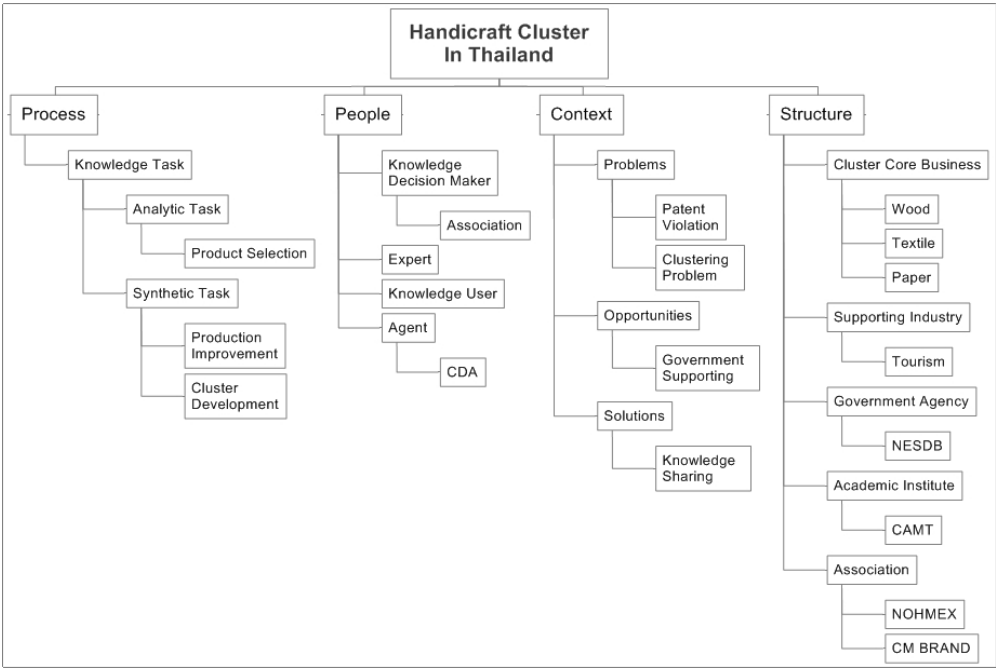 Handicraft Cluster
In Thailand
Process
Knowledge Task
Analytic Task
Product Selection
Synthetic Task
Production
Improvement
Cluster
Development
People
Knowledge
Decision Maker
Association
Expert
Knowledge User
Agent
CDA
Context
Problems
Patent
Violation
Clustering
Problem
Opportunities
Government
Supporting
Solutions
Knowledge
Sharing
Structure
Cluster Core Business
Wood
Textile
Paper
Supporting Industry
Tourism
Government Agency
NESDB
Academic Institute
CAMT
Association
NOHMEX
CM BRAND